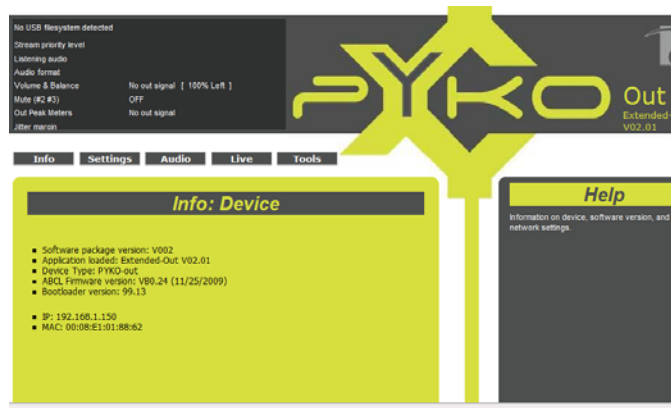 No USB filesystem detected
Stream priority level
Listening audio
Audio format
Volume & Balance No out signal [ 100% Left ]
Mute (#2 #3) OFF
Out Peak Meters No out signal
Jitter margin
PYKO
Out
Extended-
V02.01
Info Settings Audio Live Tools
Info: Device
Software package version: V002
Application loaded: Extended-Out V02.01
Device Type: PYKO-out
ABCL Firmware version: VB0.24 (11/25/2009)
Bootloader version: 99.13
IP: 192.168.1.150
MAC: 00:08:E1:01:88:62
Help
Information on device, software version, and
network settings.